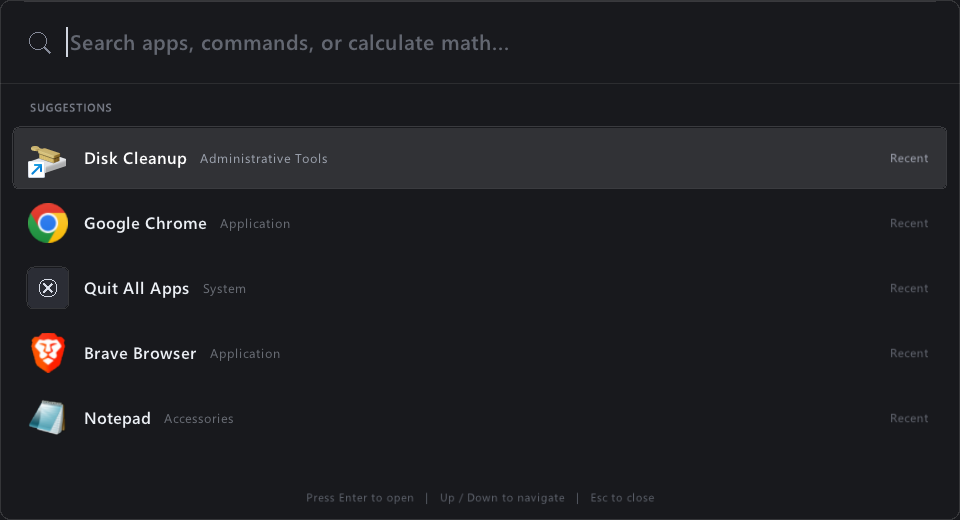 Search apps, commands, or calculate math...
SUGGESTIONS
Disk Cleanup Administrative Tools Recent
Google Chrome Application Recent
Quit All Apps System Recent
Brave Browser Application Recent
Notepad Accessories Recent
Press Enter to open | Up / Down to navigate | Esc to close